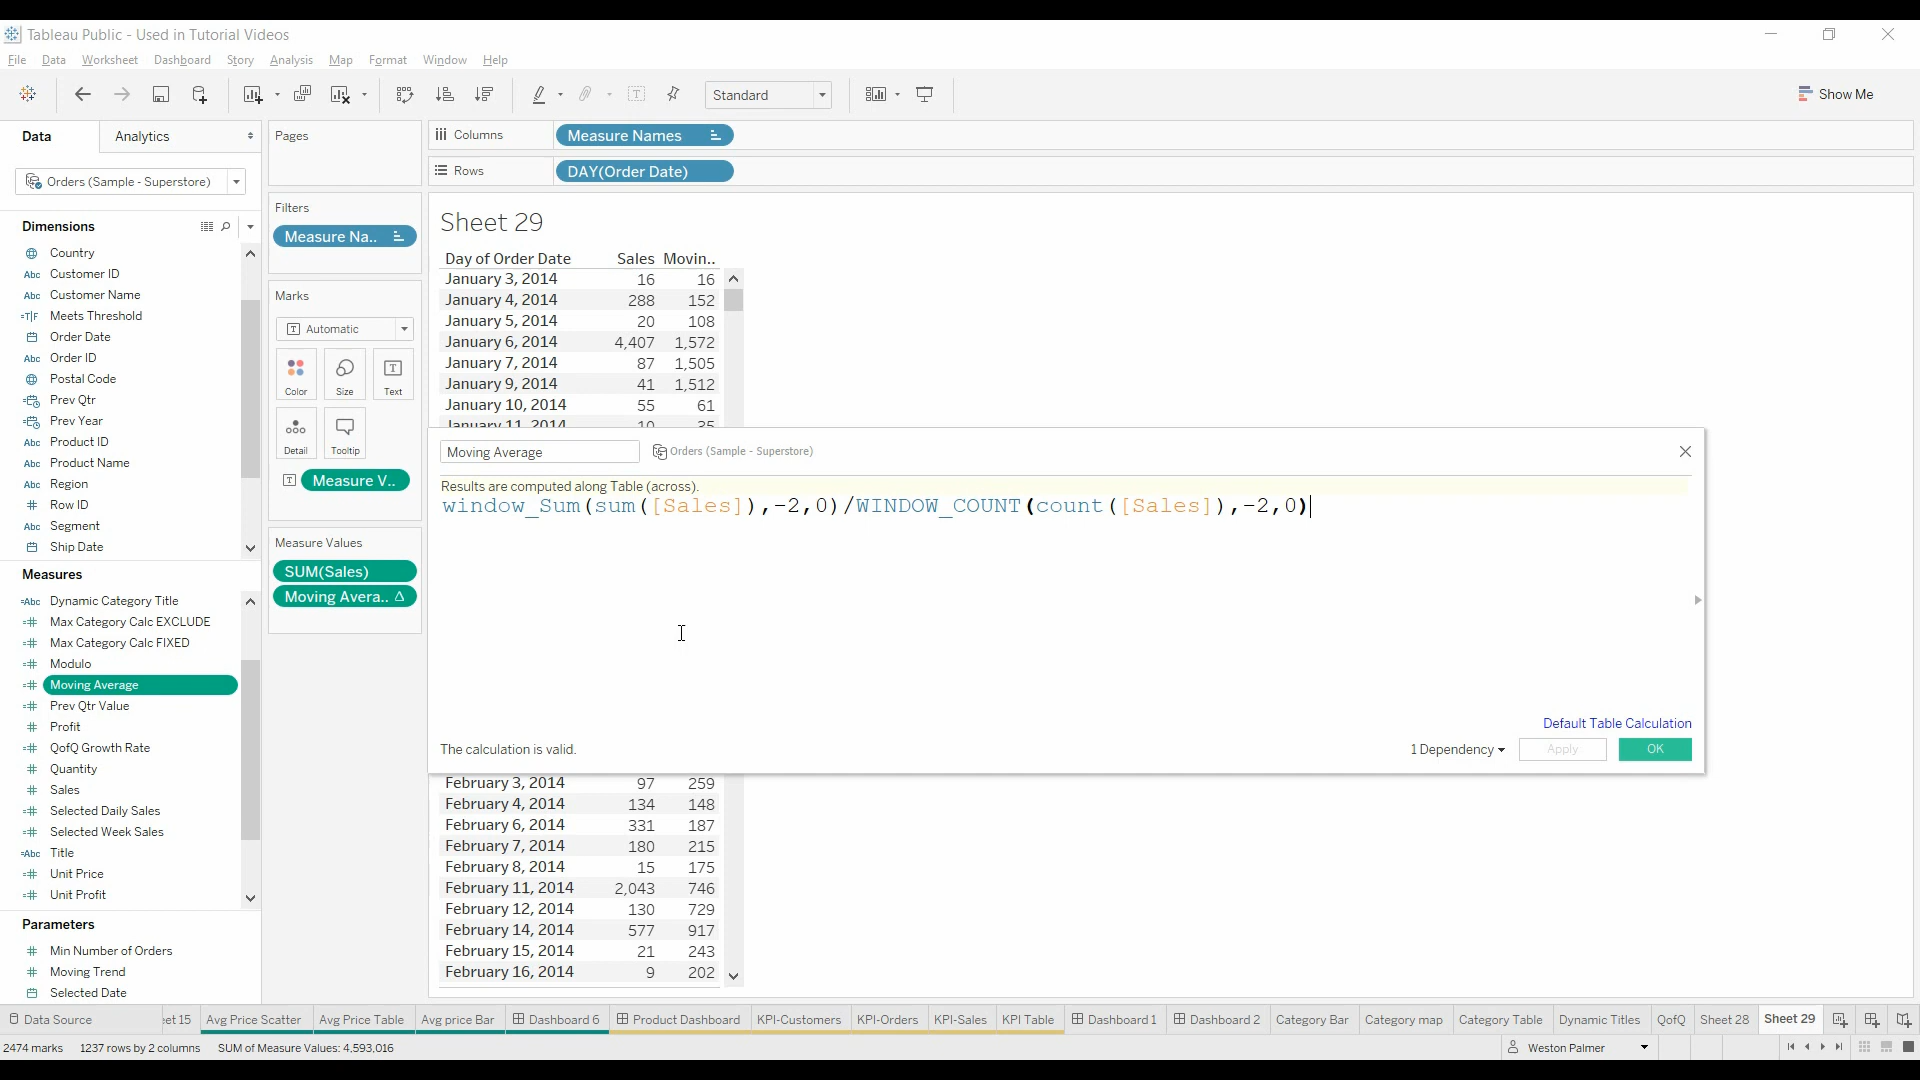 Tableau Public - Used in Tutorial Videos
File Data Worksheet Dashboard Story Analysis Map Format Window Help
Standard
Show Me
Data
Analytics
Orders (Sample - Superstore)
Dimensions
Country
Abc Customer ID
Abc Customer Name
=T|F Meets Threshold
Order Date
Abc Order ID
Postal Code
Prev Qtr
Prev Year
Abc Product ID
Abc Product Name
Abc Region
# Row ID
Abc Segment
Ship Date
Measures
=Abc Dynamic Category Title
=# Max Category Calc EXCLUDE
=# Max Category Calc FIXED
=# Modulo
=# Moving Average
=# Prev Qtr Value
# Profit
=# QofQ Growth Rate
# Quantity
# Sales
=# Selected Daily Sales
=# Selected Week Sales
=Abc Title
=# Unit Price
=# Unit Profit
Parameters
# Min Number of Orders
# Moving Trend
Selected Date
Pages
Filters
Measure Na..
Marks
T Automatic
Color Size Text
Detail Tooltip
T Measure V..
Measure Values
SUM(Sales)
Moving Avera.. Δ
Columns Measure Names
Rows DAY(Order Date)
Sheet 29
Day of Order Date Sales Movin..
January 3, 2014 16 16
January 4, 2014 288 152
January 5, 2014 20 108
January 6, 2014 4,407 1,572
January 7, 2014 87 1,505
January 9, 2014 41 1,512
January 10, 2014 55 61
January 11, 2014 10 35
Moving Average
Orders (Sample - Superstore)
Results are computed along Table (across).
window_Sum(sum([Sales]),-2,0)/WINDOW_COUNT(count([Sales]),-2,0)
Default Table Calculation
The calculation is valid.
1 Dependency
Apply
OK
February 3, 2014 97 259
February 4, 2014 134 148
February 6, 2014 331 187
February 7, 2014 180 215
February 8, 2014 15 175
February 11, 2014 2,043 746
February 12, 2014 130 729
February 14, 2014 577 917
February 15, 2014 21 243
February 16, 2014 9 202
Data Source eet 15 Avg Price Scatter Avg Price Table Avg price Bar Dashboard 6 Product Dashboard KPI-Customers KPI-Orders KPI-Sales KPI Table Dashboard 1 Dashboard 2 Category Bar Category map Category Table Dynamic Titles QofQ Sheet 28 Sheet 29
2474 marks 1237 rows by 2 columns SUM of Measure Values: 4,593,016
Weston Palmer